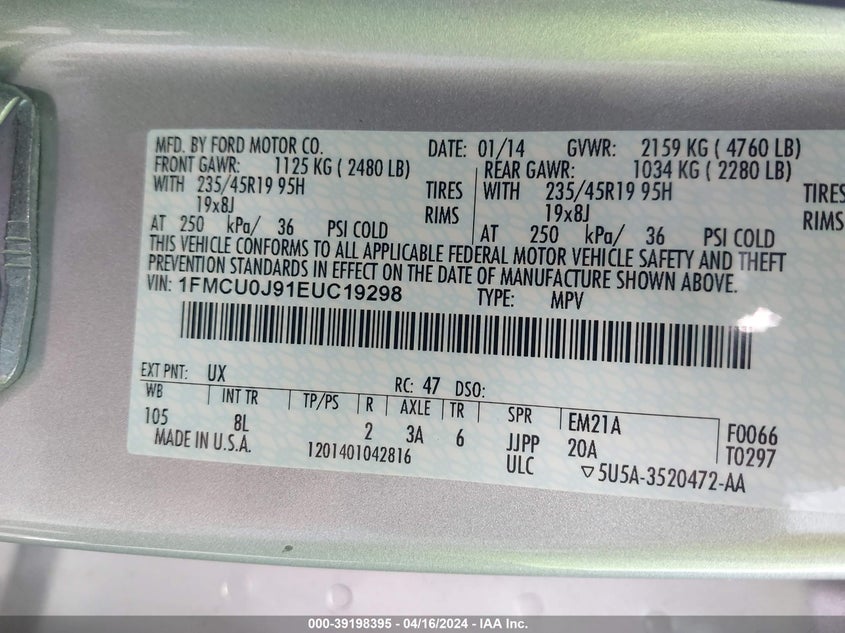 MFD. BY FORD MOTOR CO. DATE: 01/14 GVWR: 2159 KG ( 4760 LB)
FRONT GAWR: 1125 KG ( 2480 LB) REAR GAWR: 1034 KG ( 2280 LB)
WITH 235/45R19 95H TIRES WITH 235/45R19 95H TIRES
19x8J RIMS 19x8J RIMS
AT 250 kPa/ 36 PSI COLD AT 250 kPa/ 36 PSI COLD
THIS VEHICLE CONFORMS TO ALL APPLICABLE FEDERAL MOTOR VEHICLE SAFETY AND THEFT
PREVENTION STANDARDS IN EFFECT ON THE DATE OF MANUFACTURE SHOWN ABOVE.
VIN: 1FMCU0J91EUC19298 TYPE: MPV
EXT PNT: UX RC: 47 DSO:
WB INT TR TP/PS R AXLE TR SPR EM21A F0066
105 8L 2 3A 6 JJPP 20A T0297
MADE IN U.S.A. 1201401042816 ULC ▽5U5A-3520472-AA
000-39198395 - 04/16/2024 - IAA Inc.